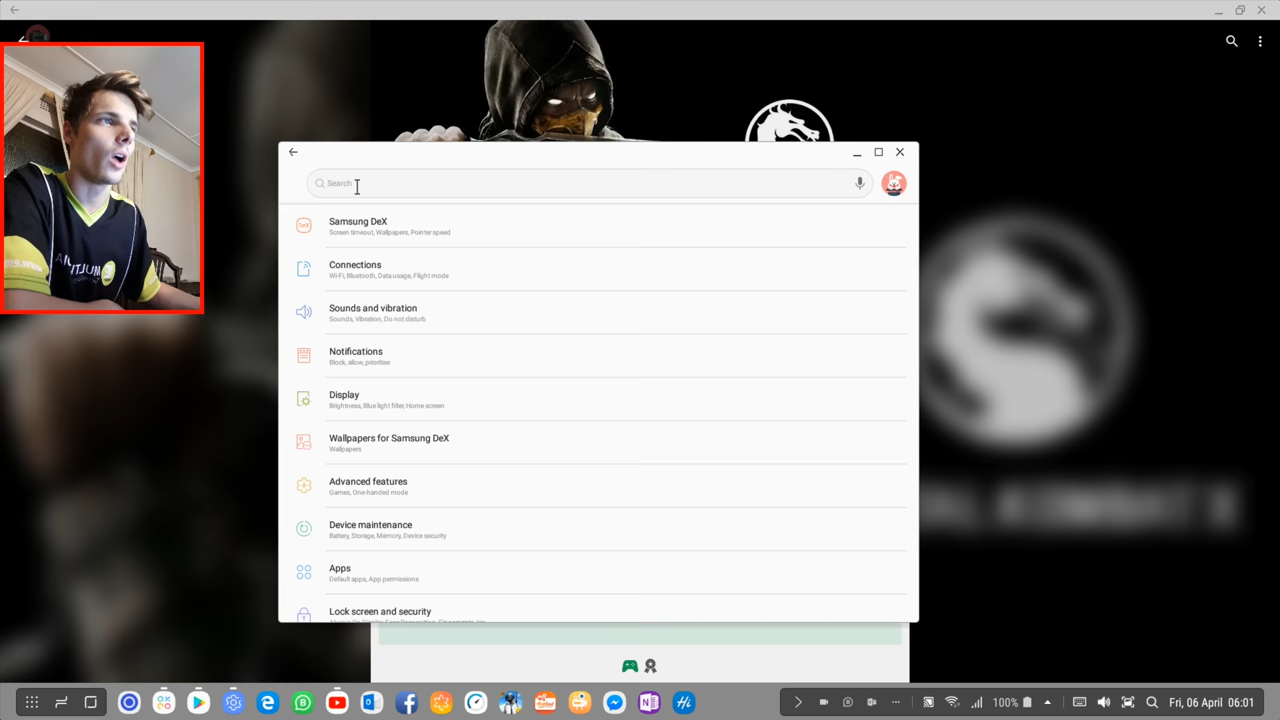 Search
Samsung DeX
Screen timeout, Wallpapers, Pointer speed
Connections
Wi-Fi, Bluetooth, Data usage, Flight mode
Sounds and vibration
Sounds, Vibration, Do not disturb
Notifications
Block, allow, prioritise
Display
Brightness, Blue light filter, Home screen
Wallpapers for Samsung DeX
Wallpapers
Advanced features
Games, One-handed mode
Device maintenance
Battery, Storage, Memory, Device security
Apps
Default apps, App permissions
Lock screen and security
100%
Fri, 06 April
06:01